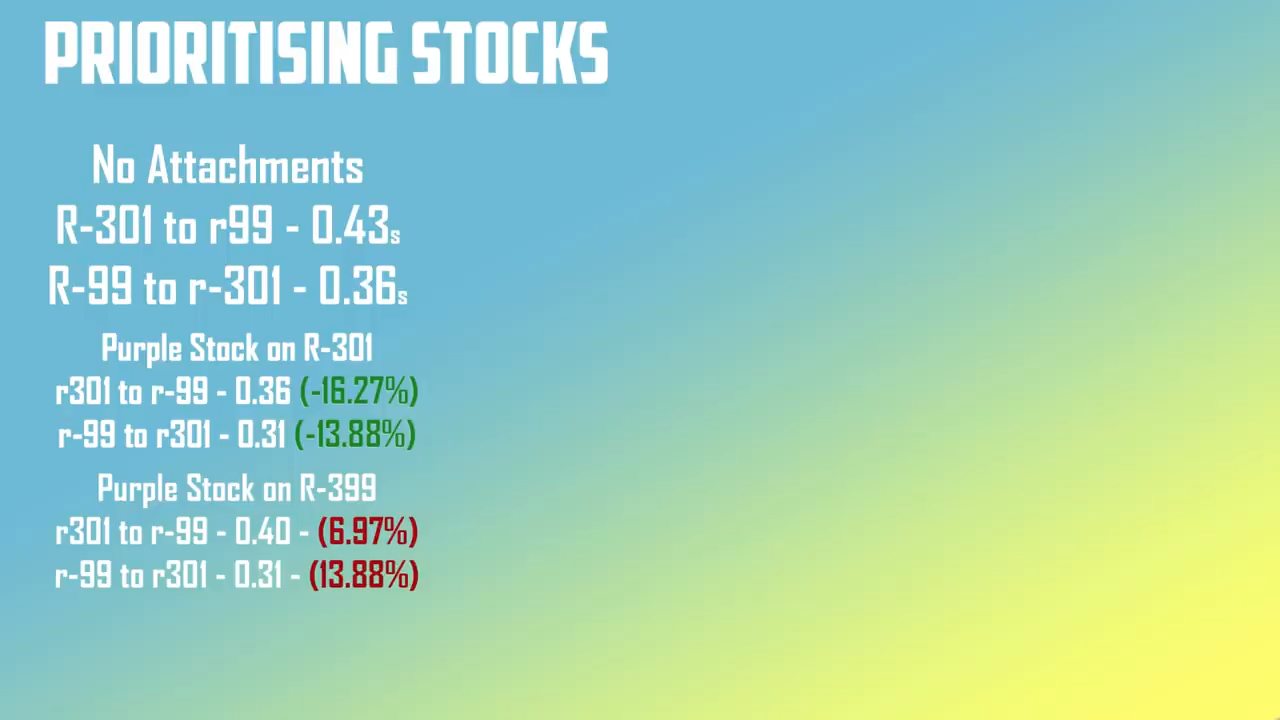 PRIORITISING STOCKS
No Attachments
R-301 to r99 - 0.43s
R-99 to r-301 - 0.36s
Purple Stock on R-301
r301 to r-99 - 0.36 (-16.27%)
r-99 to r301 - 0.31 (-13.88%)
Purple Stock on R-399
r301 to r-99 - 0.40 - (6.97%)
r-99 to r301 - 0.31 - (13.88%)